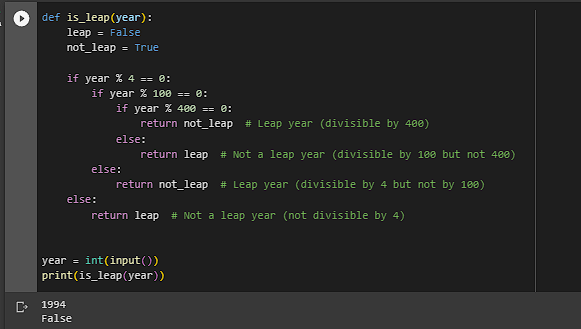 def is_leap(year):
    leap = False
    not_leap = True

    if year % 4 == 0:
        if year % 100 == 0:
            if year % 400 == 0:
                return not_leap  # Leap year (divisible by 400)
            else:
                return leap  # Not a leap year (divisible by 100 but not 400)
        else:
            return not_leap  # Leap year (divisible by 4 but not by 100)
    else:
        return leap  # Not a leap year (not divisible by 4)


year = int(input())
print(is_leap(year))
1994
False